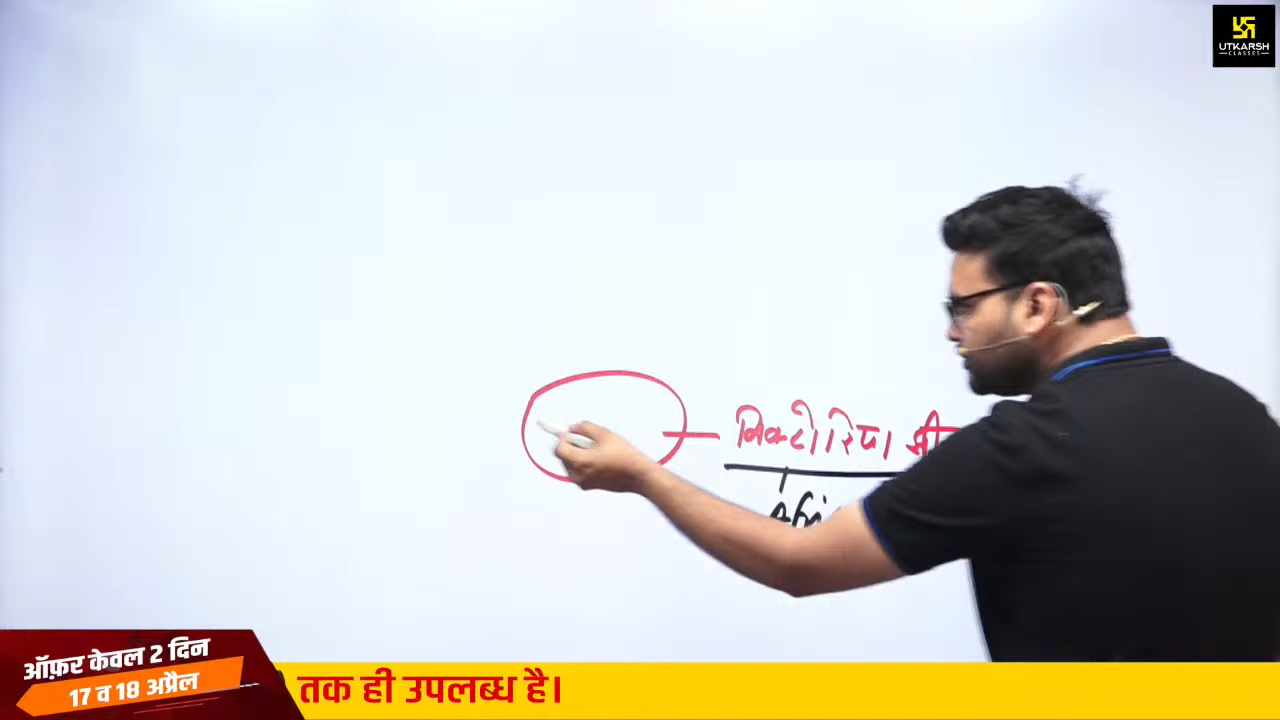 UTKARSH
CLASSES
विक्टोरिया
ऑफ़र केवल 2 दिन
17 व 18 अप्रैल
तक ही उपलब्ध है।